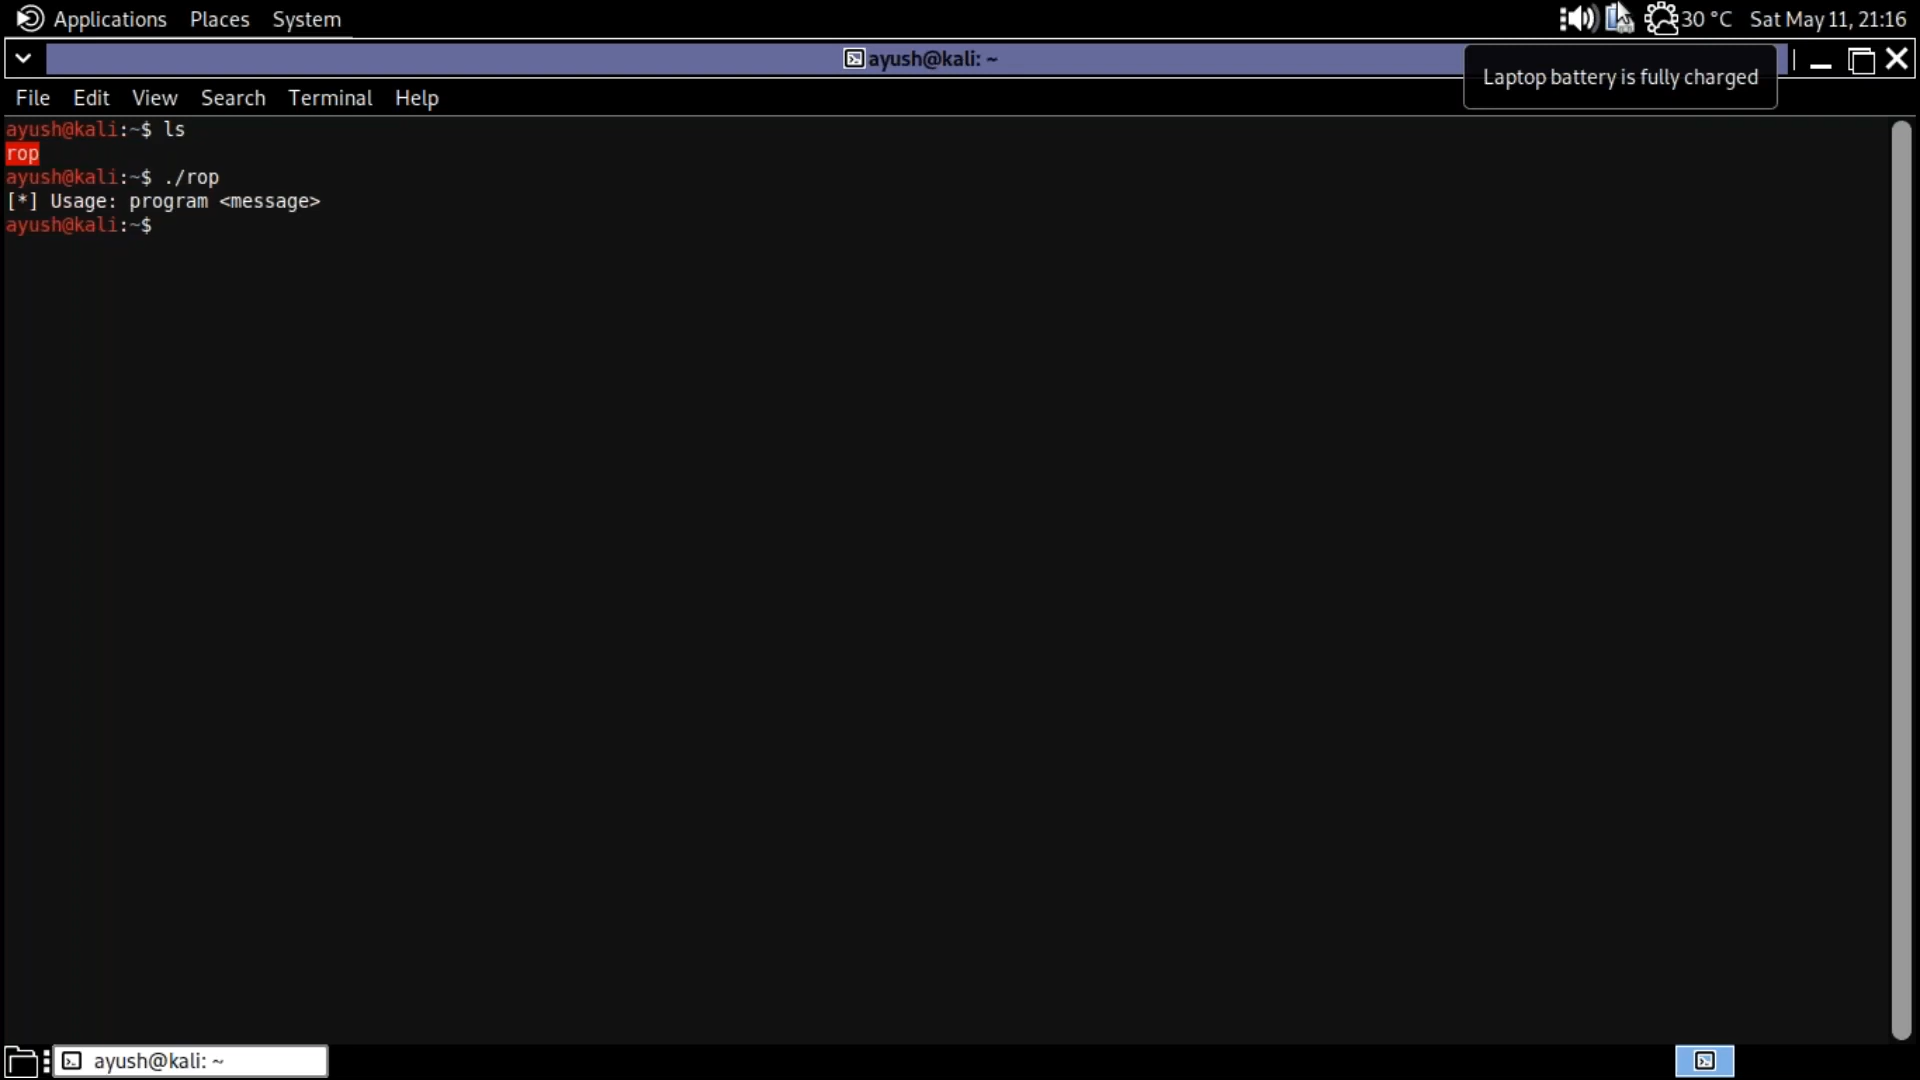 Applications Places System 30 °C Sat May 11, 21:16
ayush@kali: ~
Laptop battery is fully charged
File Edit View Search Terminal Help
ayush@kali:~$ ls
rop
ayush@kali:~$ ./rop
[*] Usage: program <message>
ayush@kali:~$
ayush@kali: ~